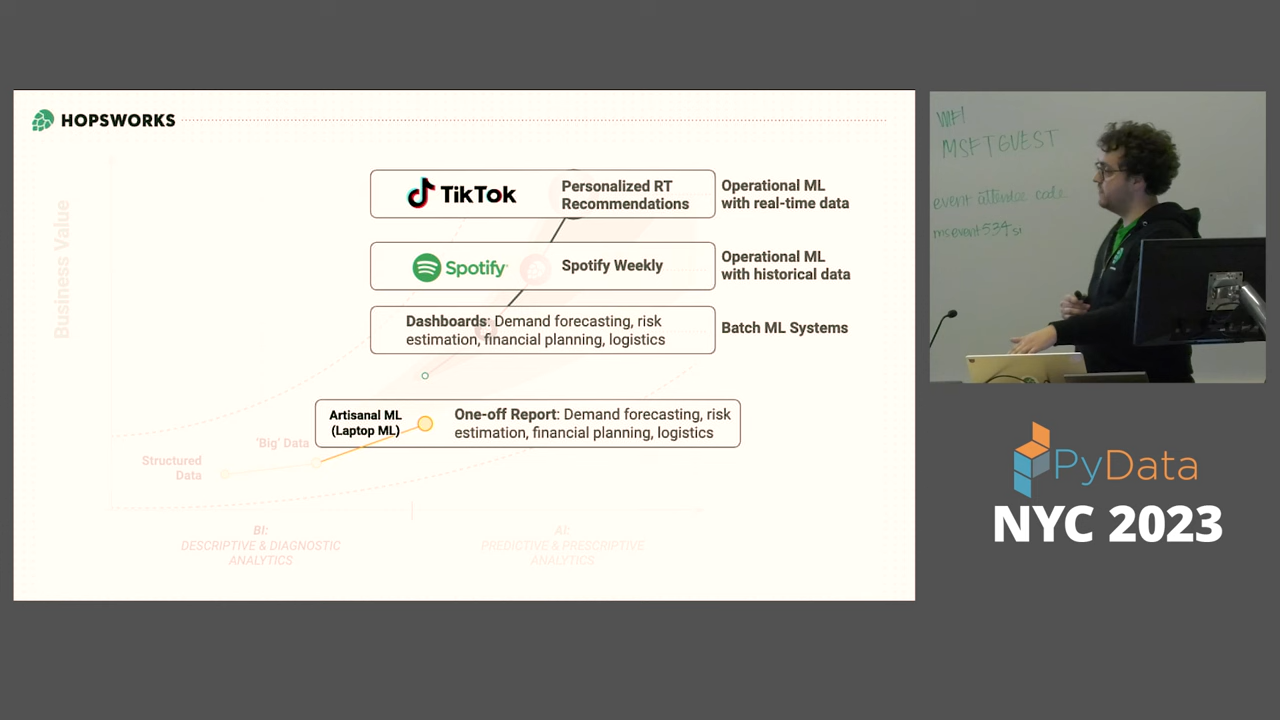 HOPSWORKS
Business Value
TikTok
Personalized RT
Recommendations
Operational ML
with real-time data
Spotify
Spotify Weekly
Operational ML
with historical data
Dashboards: Demand forecasting, risk
estimation, financial planning, logistics
Batch ML Systems
Artisanal ML
(Laptop ML)
One-off Report: Demand forecasting, risk
estimation, financial planning, logistics
'Big' Data
Structured
Data
BI:
DESCRIPTIVE & DIAGNOSTIC
ANALYTICS
AI:
PREDICTIVE & PRESCRIPTIVE
ANALYTICS
MSFTGUEST
event attendee code
msevent534si
PyData
NYC 2023